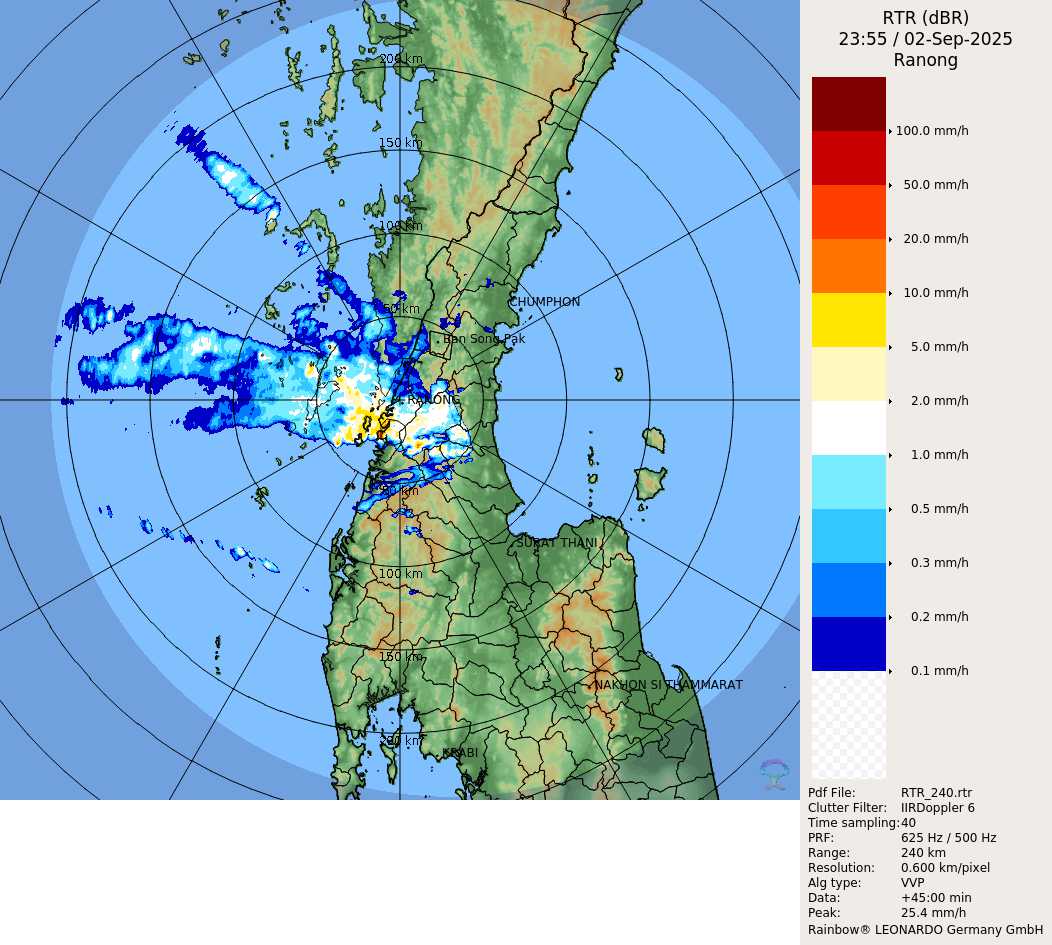 RTR (dBR)
23:55 / 02-Sep-2025
Ranong
200 km
150 km
100 km
50 km
CHUMPHON
Ban Song Pak
RANONG
50 km
SURAT THANI
100 km
150 km
NAKHON SI THAMMARAT
200 km
KRABI
100.0 mm/h
50.0 mm/h
20.0 mm/h
10.0 mm/h
5.0 mm/h
2.0 mm/h
1.0 mm/h
0.5 mm/h
0.3 mm/h
0.2 mm/h
0.1 mm/h
Pdf File: RTR_240.rtr
Clutter Filter: IIRDoppler 6
Time sampling: 40
PRF: 625 Hz / 500 Hz
Range: 240 km
Resolution: 0.600 km/pixel
Alg type: VVP
Data: +45:00 min
Peak: 25.4 mm/h
Rainbow® LEONARDO Germany GmbH